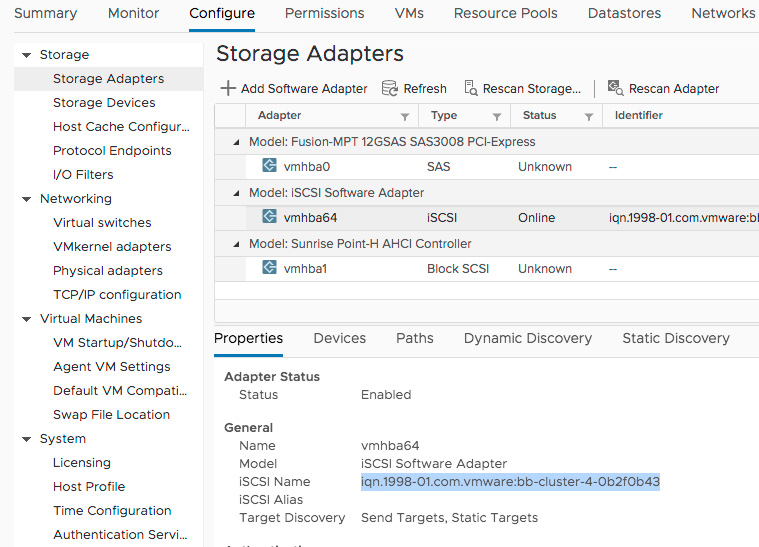 Summary Monitor Configure Permissions VMs Resource Pools Datastores Networks
Storage
Storage Adapters
Storage Devices
Host Cache Configur...
Protocol Endpoints
I/O Filters
Networking
Virtual switches
VMkernel adapters
Physical adapters
TCP/IP configuration
Virtual Machines
VM Startup/Shutdo...
Agent VM Settings
Default VM Compati...
Swap File Location
System
Licensing
Host Profile
Time Configuration
Authentication Servi...
Storage Adapters
Add Software Adapter Refresh Rescan Storage... Rescan Adapter
Adapter Type Status Identifier
Model: Fusion-MPT 12GSAS SAS3008 PCI-Express
vmhba0 SAS Unknown --
Model: iSCSI Software Adapter
vmhba64 iSCSI Online iqn.1998-01.com.vmware:bb
Model: Sunrise Point-H AHCI Controller
vmhba1 Block SCSI Unknown --
Properties Devices Paths Dynamic Discovery Static Discovery
Adapter Status
Status Enabled
General
Name vmhba64
Model iSCSI Software Adapter
iSCSI Name iqn.1998-01.com.vmware:bb-cluster-4-0b2f0b43
iSCSI Alias
Target Discovery Send Targets, Static Targets